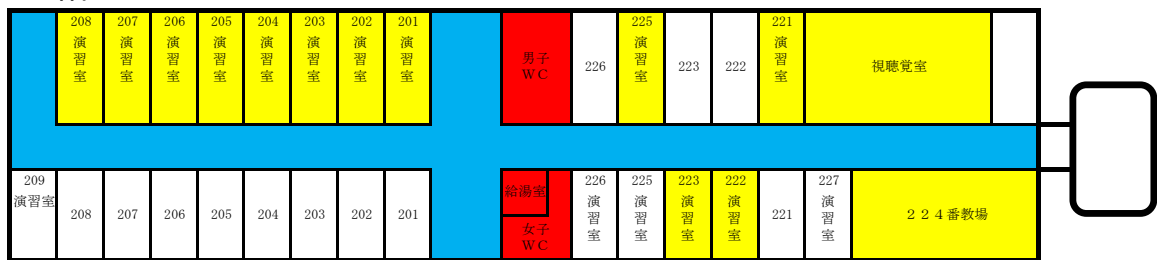 208 演習室
207 演習室
206 演習室
205 演習室
204 演習室
203 演習室
202 演習室
201 演習室
男子
ＷＣ
226
225 演習室
223
222
221 演習室
視聴覚室
209
演習室
208
207
206
205
204
203
202
201
給湯室
女子
ＷＣ
226 演習室
225 演習室
223 演習室
222 演習室
221
227 演習室
２２４番教場